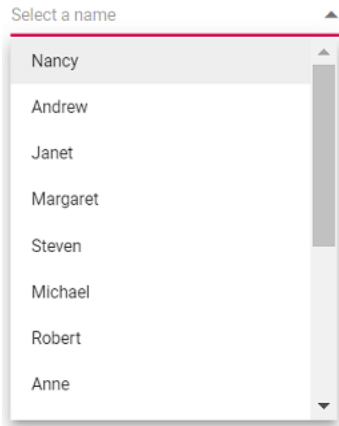 Select a name
Nancy
Andrew
Janet
Margaret
Steven
Michael
Robert
Anne